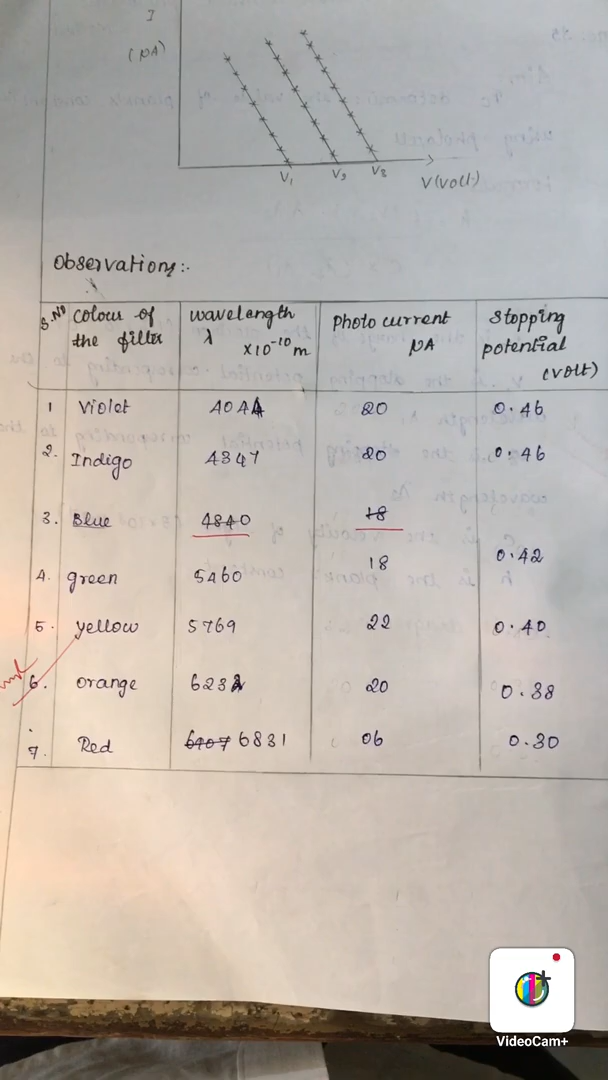 I
(μA)
V1 V2 V3 V(volt)
Observations:-
S.NO colour of the filter wavelength λ x10⁻¹⁰ m Photo current μA Stopping potential (volt)
1 Violet 4044 20 0.46
2. Indigo 4347 20 0.46
3. Blue 4840 18
4. green 5460 18 0.42
5. yellow 5769 22 0.40
6. orange 6232 20 0.38
7. Red 6907 6831 06 0.30
VideoCam+